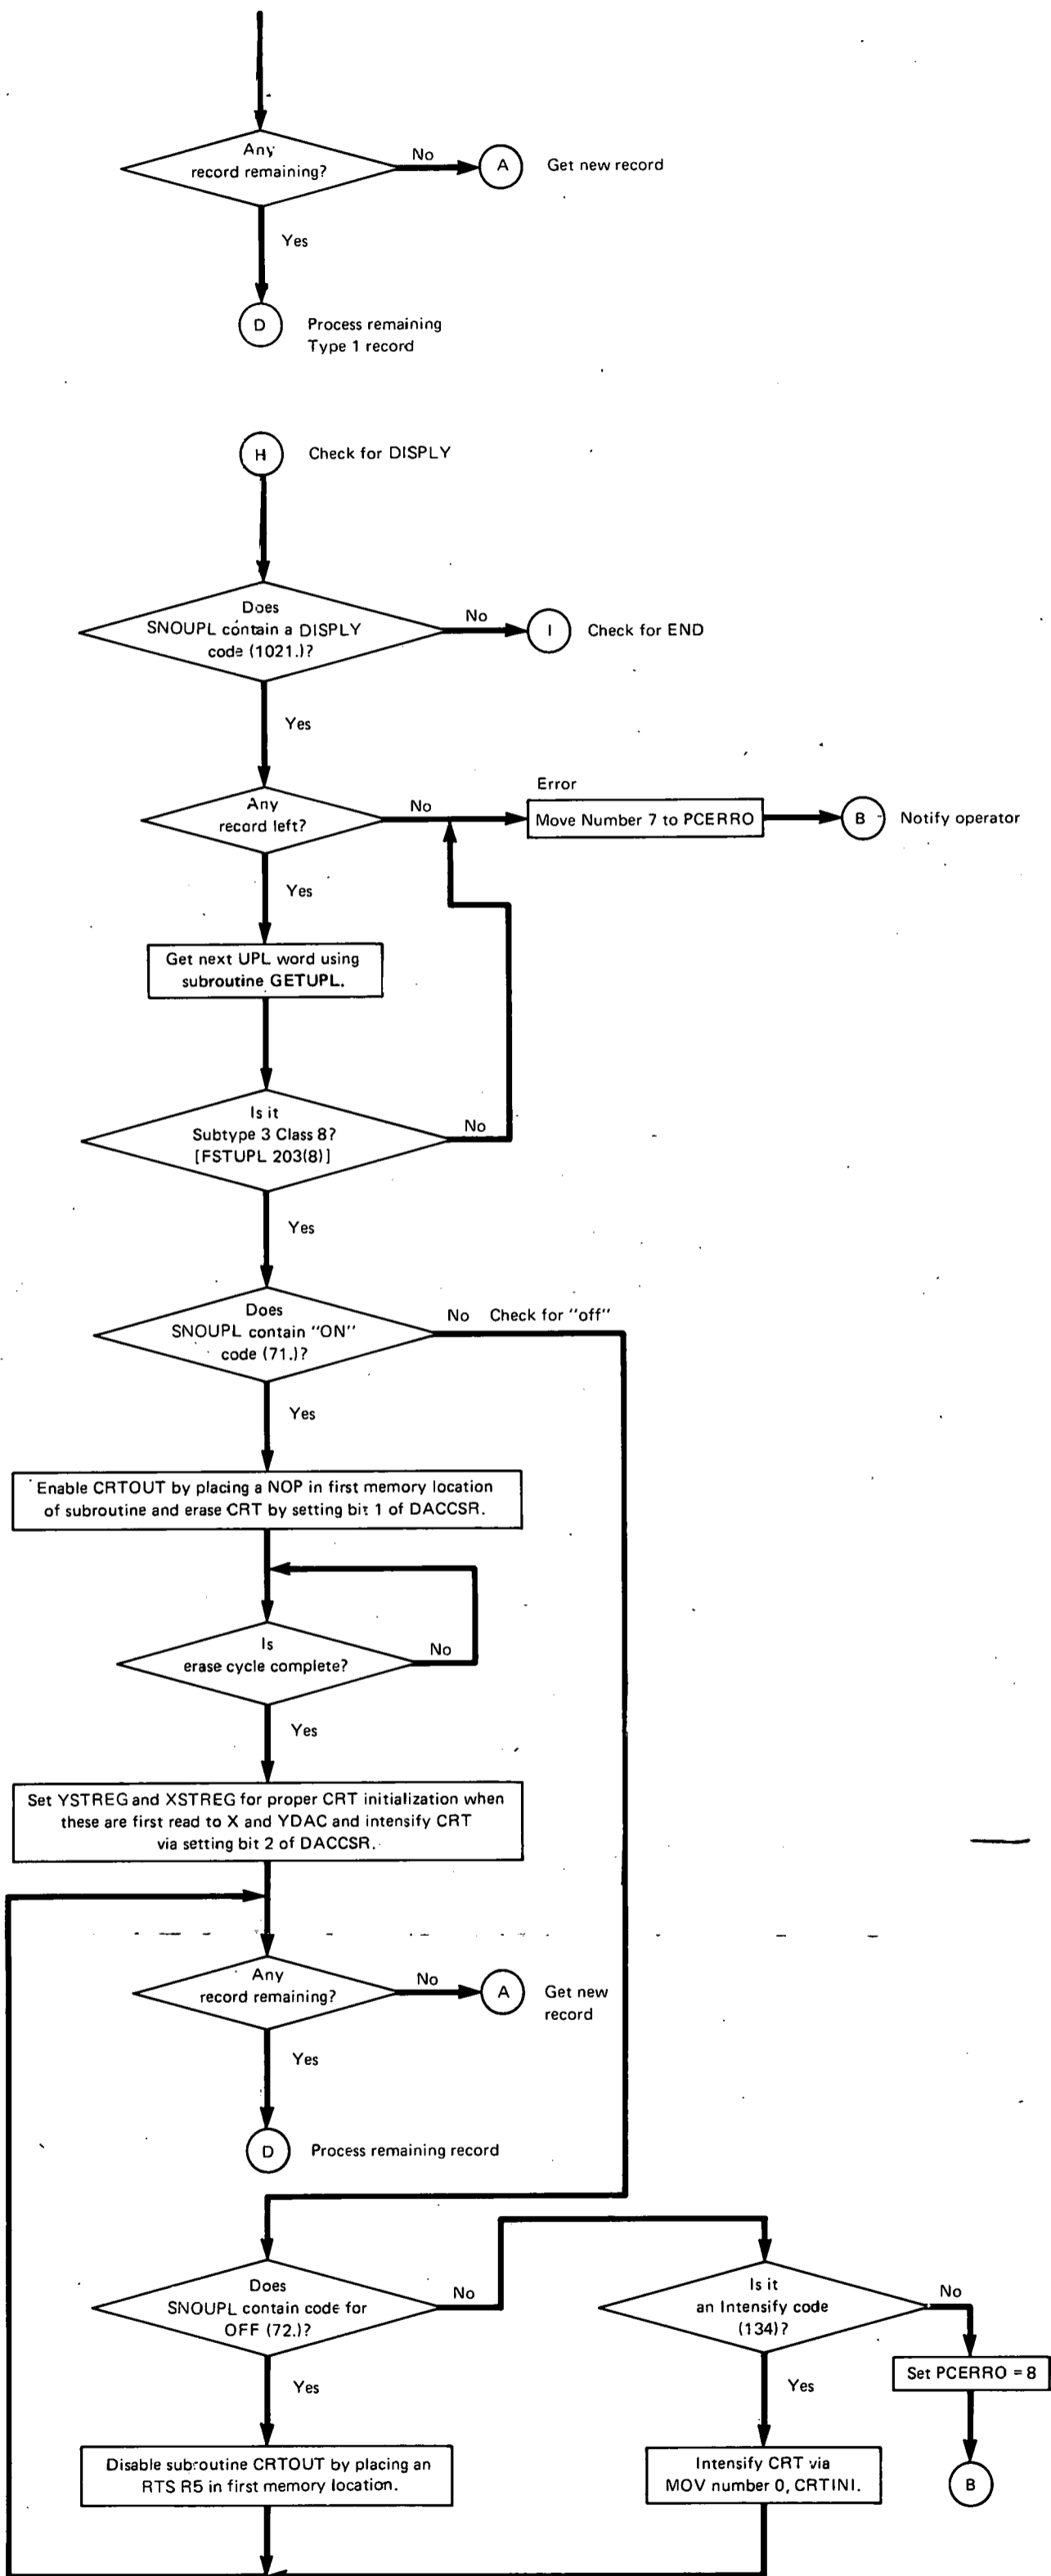 Any
record remaining?
No
A
Get new record
Yes
D
Process remaining
Type 1 record
H
Check for DISPLY
Does
SNOUPL contain a DISPLY
code (1021.)?
No
I
Check for END
Yes
Any
record left?
No
Error
Move Number 7 to PCERRO
B
Notify operator
Yes
Get next UPL word using
subroutine GETUPL.
Is it
Subtype 3 Class 8?
[FSTUPL 203(8)]
No
Yes
Does
SNOUPL contain "ON"
code (71.)?
No Check for "off"
Yes
Enable CRTOUT by placing a NOP in first memory location
of subroutine and erase CRT by setting bit 1 of DACCSR.
Is
erase cycle complete?
No
Yes
Set YSTREG and XSTREG for proper CRT initialization when
these are first read to X and YDAC and intensify CRT
via setting bit 2 of DACCSR.
Any
record remaining?
No
A
Get new
record
Yes
D
Process remaining record
Does
SNOUPL contain code for
OFF (72.)?
No
Is it
an Intensify code
(134)?
No
Set PCERRO = 8
B
Yes
Yes
Disable subroutine CRTOUT by placing an
RTS R5 in first memory location.
Intensify CRT via
MOV number 0, CRTINI.